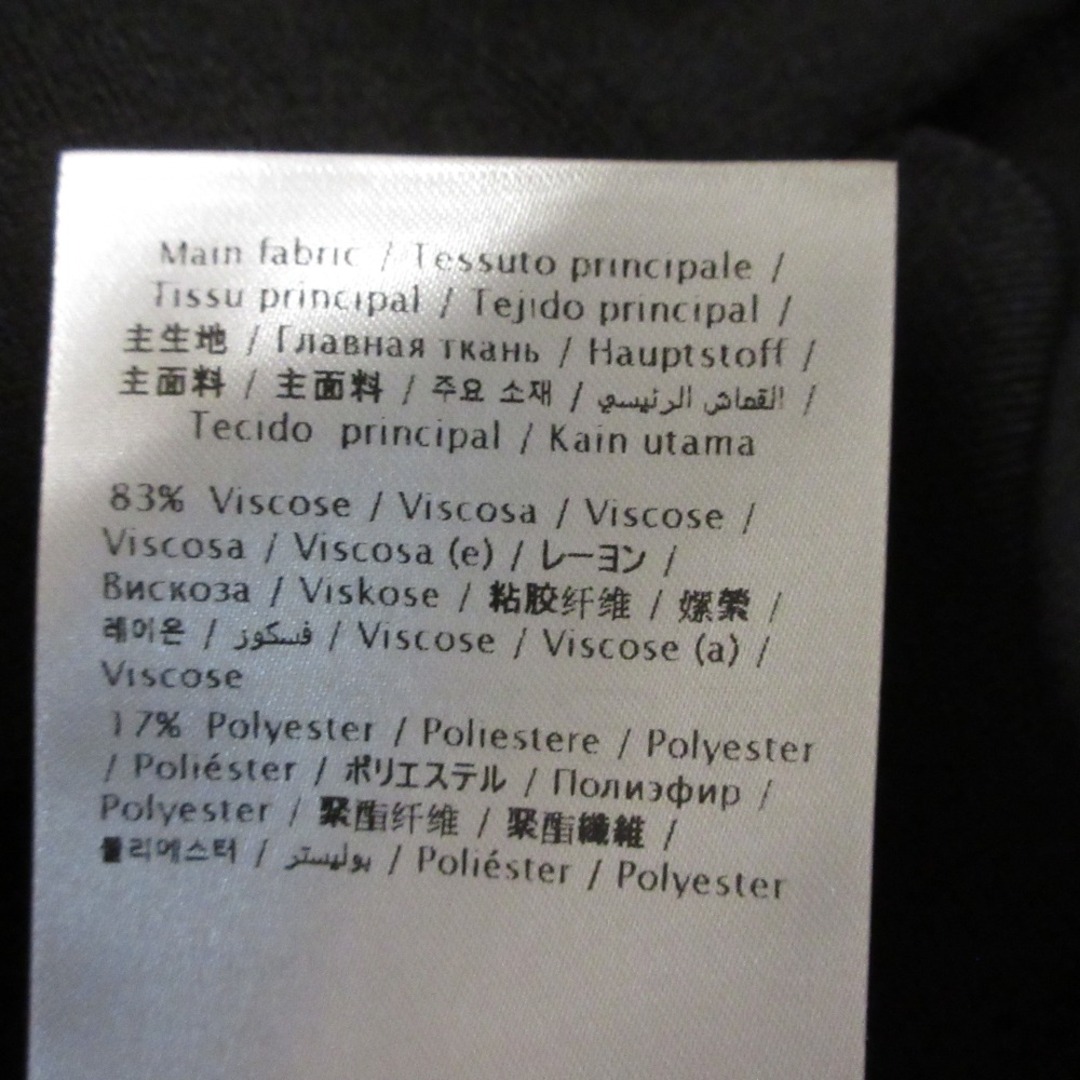 Main fabric / Tessuto principale /
Tissu principal / Tejido principal /
主生地 / Главная ткань / Hauptstoff /
主面料 / 主面料 / 주요 소재 / القماش الرئيسي /
Tecido principal / Kain utama
83% Viscose / Viscosa / Viscose /
Viscosa / Viscosa (e) / レーヨン /
Вискоза / Viskose / 粘胶纤维 / 嫘縈 /
레이온 / فسكوز / Viscose / Viscose (a) /
Viscose
17% Polyester / Poliestere / Polyester
/ Poliéster / ポリエステル / Полиэфир /
Polyester / 聚酯纤维 / 聚酯纖維 /
폴리에스터 / بوليستر / Poliéster / Polyester